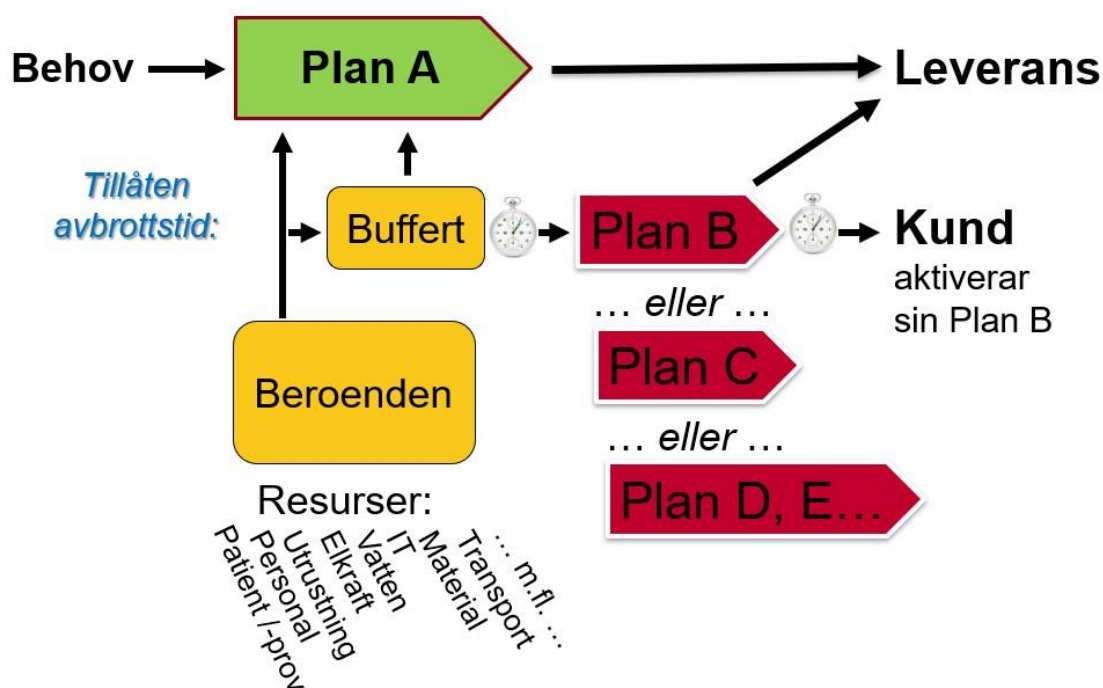 Behov
Plan A
Leverans
Tillåten
avbrottstid:
Buffert
Plan B
Kund
aktiverar
sin Plan B
… eller …
Plan C
Beroenden
… eller …
Plan D, E…
Resurser:
Patient /-prov
Personal
Utrustning
Elkraft
Vatten
IT
Material
Transport
… m.fl. …